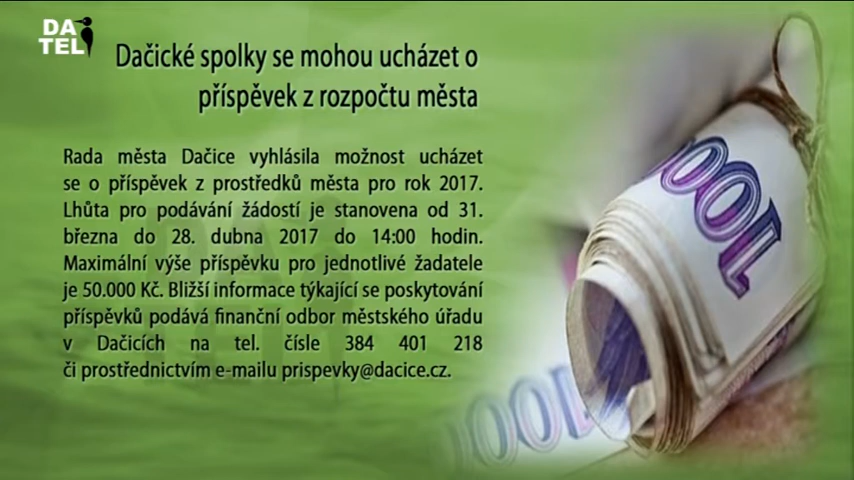 DA
TEL
Dačické spolky se mohou ucházet o
příspěvek z rozpočtu města
Rada města Dačice vyhlásila možnost ucházet
se o příspěvek z prostředků města pro rok 2017.
Lhůta pro podávání žádostí je stanovena od 31.
března do 28. dubna 2017 do 14:00 hodin.
Maximální výše příspěvku pro jednotlivé žadatele
je 50.000 Kč. Bližší informace týkající se poskytování
příspěvků podává finanční odbor městského úřadu
v Dačicích na tel. čísle 384 401 218
či prostřednictvím e-mailu prispevky@dacice.cz.